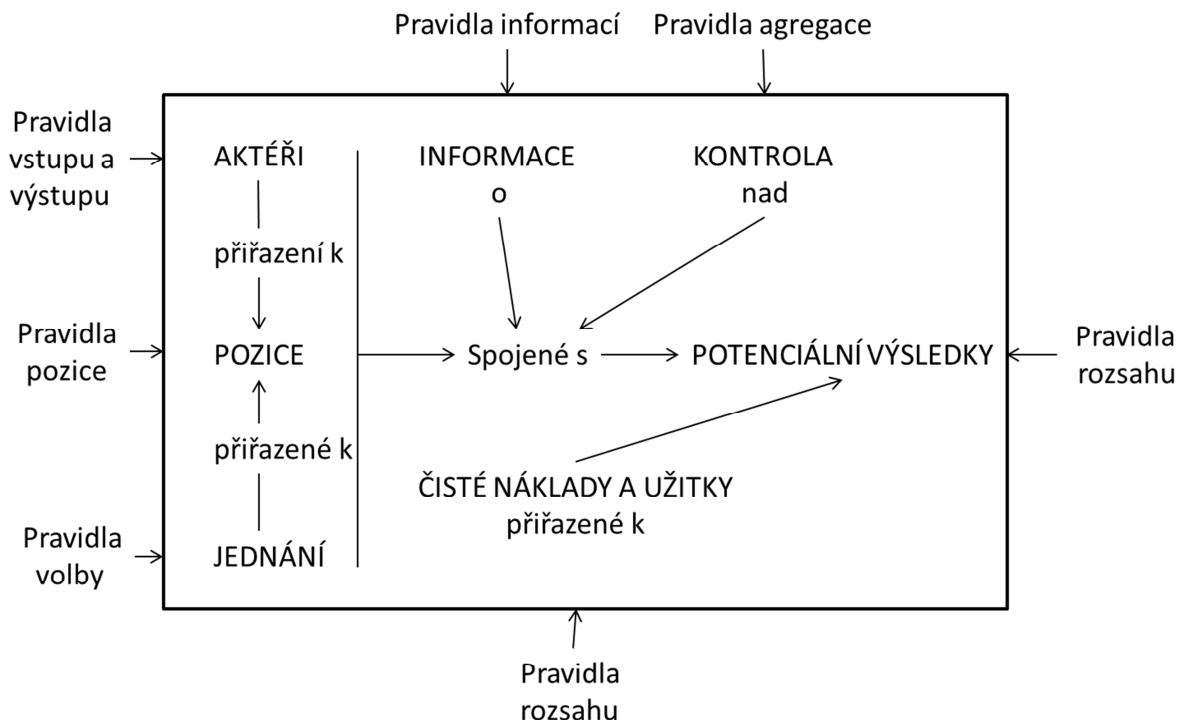 Pravidla informací
Pravidla agregace
Pravidla
vstupu a
výstupu
AKTÉŘI
INFORMACE
o
KONTROLA
nad
přiřazení k
Pravidla
pozice
POZICE
Spojené s
POTENCIÁLNÍ VÝSLEDKY
Pravidla
rozsahu
přiřazené k
ČISTÉ NÁKLADY A UŽITKY
přiřazené k
Pravidla
volby
JEDNÁNÍ
Pravidla
rozsahu